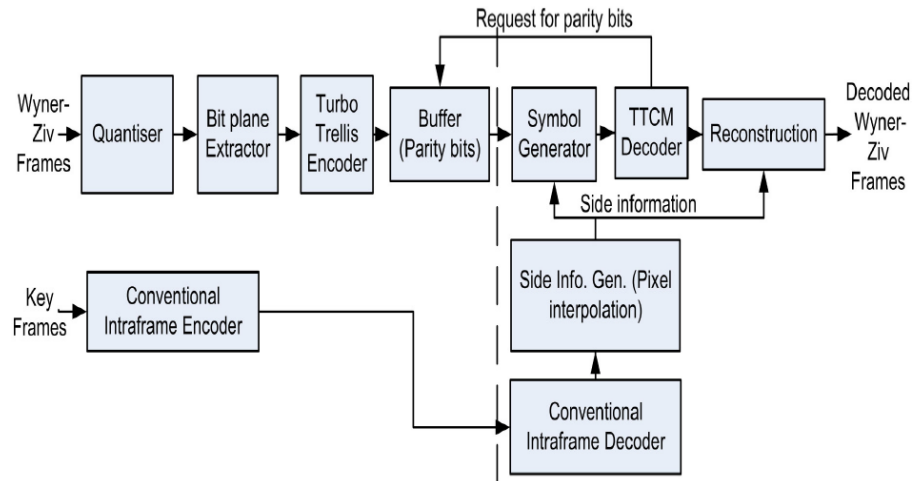 Request for parity bits
Wyner-
Ziv
Frames
Quantiser
Bit plane
Extractor
Turbo
Trellis
Encoder
Buffer
(Parity bits)
Symbol
Generator
TTCM
Decoder
Reconstruction
Decoded
Wyner-
Ziv
Frames
Side information
Side Info. Gen. (Pixel
interpolation)
Key
Frames
Conventional
Intraframe Encoder
Conventional
Intraframe Decoder